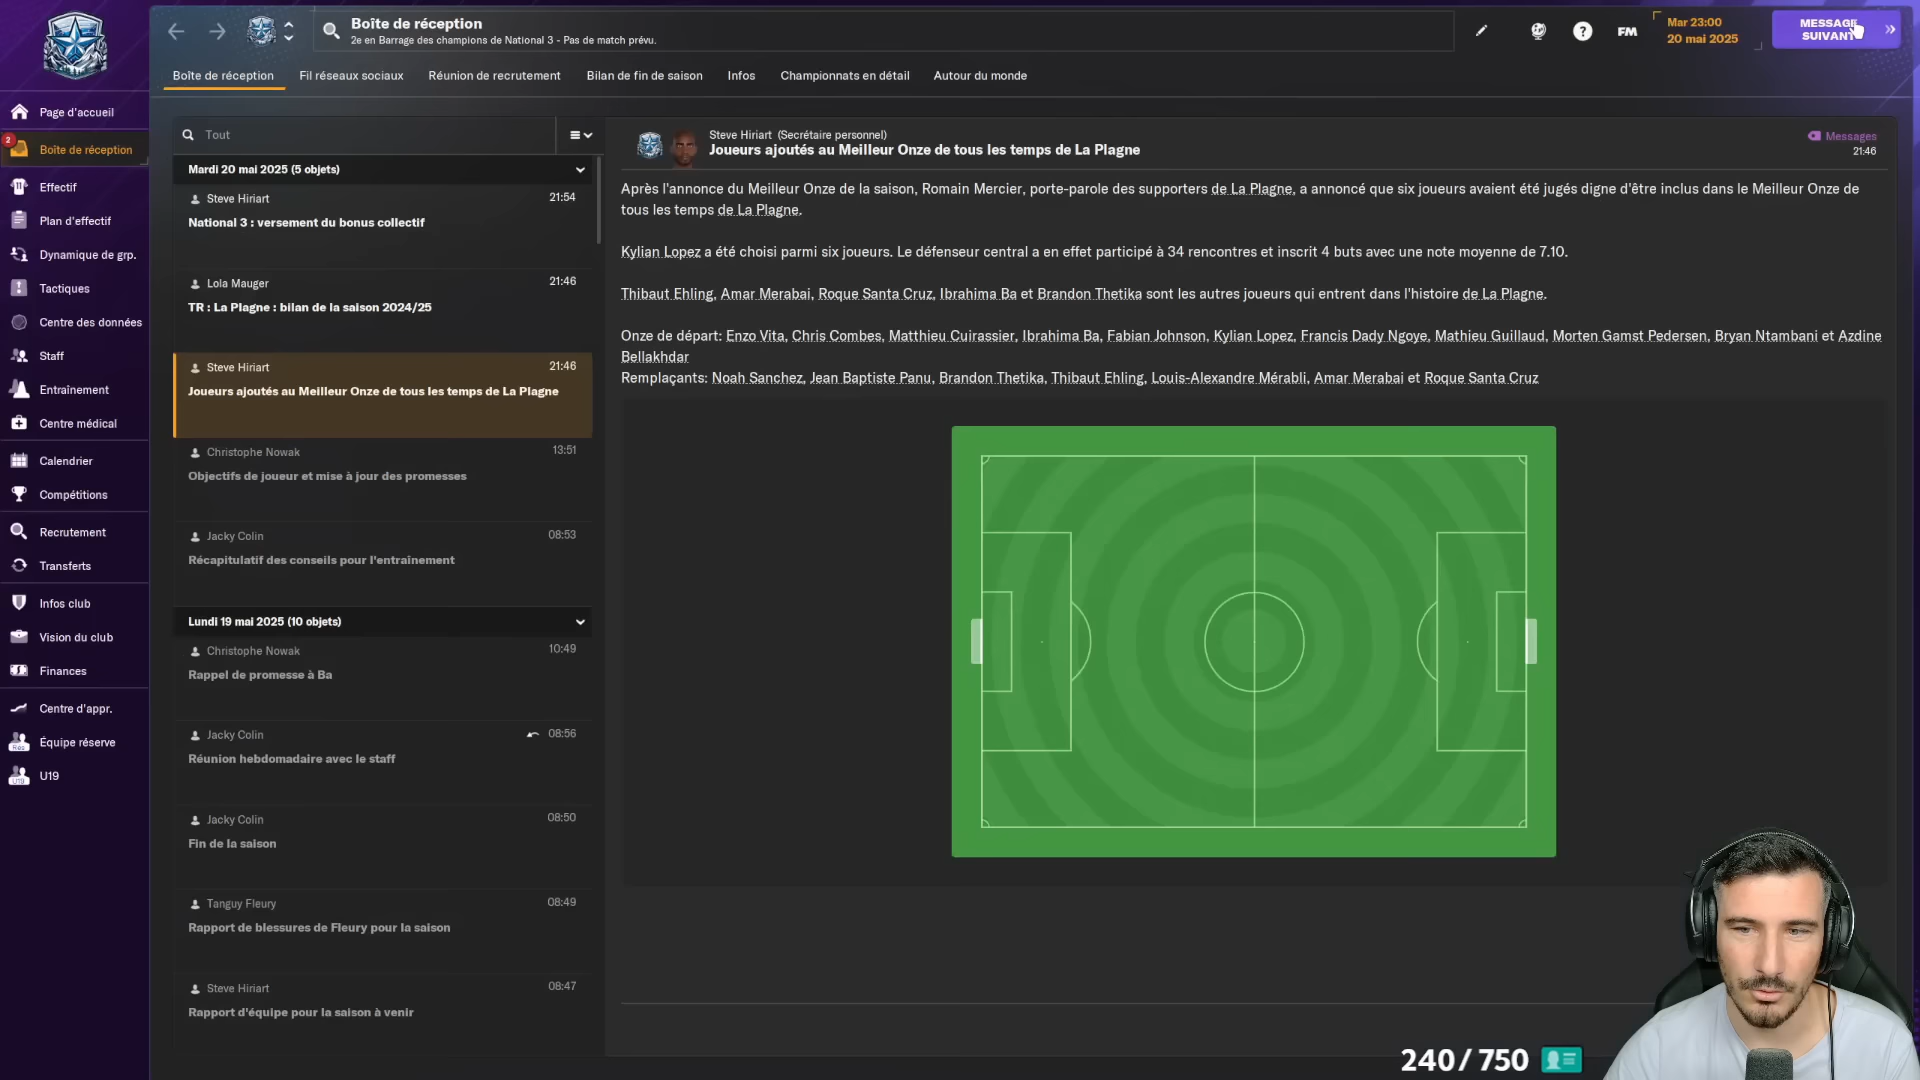 Boîte de réception
2e en Barrage des champions de National 3 - Pas de match prévu.
FM
Mar 23:00
20 mai 2025
MESSAGE
SUIVANT
Boîte de réception
Fil réseaux sociaux
Réunion de recrutement
Bilan de fin de saison
Infos
Championnats en détail
Autour du monde
Page d'accueil
2
Boîte de réception
Effectif
Plan d'effectif
Dynamique de grp.
Tactiques
Centre des données
Staff
Entraînement
Centre médical
Calendrier
Compétitions
Recrutement
Transferts
Infos club
Vision du club
Finances
Centre d'appr.
Équipe réserve
U19
Tout
Mardi 20 mai 2025 (5 objets)
Steve Hiriart 21:54
National 3 : versement du bonus collectif
Lola Mauger 21:46
TR : La Plagne : bilan de la saison 2024/25
Steve Hiriart 21:46
Joueurs ajoutés au Meilleur Onze de tous les temps de La Plagne
Christophe Nowak 13:51
Objectifs de joueur et mise à jour des promesses
Jacky Colin 08:53
Récapitulatif des conseils pour l'entraînement
Lundi 19 mai 2025 (10 objets)
Christophe Nowak 10:49
Rappel de promesse à Ba
Jacky Colin 08:56
Réunion hebdomadaire avec le staff
Jacky Colin 08:50
Fin de la saison
Tanguy Fleury 08:49
Rapport de blessures de Fleury pour la saison
Steve Hiriart 08:47
Rapport d'équipe pour la saison à venir
Steve Hiriart (Secrétaire personnel)
Joueurs ajoutés au Meilleur Onze de tous les temps de La Plagne
Messages
21:46
Après l'annonce du Meilleur Onze de la saison, Romain Mercier, porte-parole des supporters de La Plagne, a annoncé que six joueurs avaient été jugés digne d'être inclus dans le Meilleur Onze de
tous les temps de La Plagne.
Kylian Lopez a été choisi parmi six joueurs. Le défenseur central a en effet participé à 34 rencontres et inscrit 4 buts avec une note moyenne de 7.10.
Thibaut Ehling, Amar Merabai, Roque Santa Cruz, Ibrahima Ba et Brandon Thetika sont les autres joueurs qui entrent dans l'histoire de La Plagne.
Onze de départ: Enzo Vita, Chris Combes, Matthieu Cuirassier, Ibrahima Ba, Fabian Johnson, Kylian Lopez, Francis Dady Ngoye, Mathieu Guillaud, Morten Gamst Pedersen, Bryan Ntambani et Azdine
Bellakhdar
Remplaçants: Noah Sanchez, Jean Baptiste Panu, Brandon Thetika, Thibaut Ehling, Louis-Alexandre Mérabli, Amar Merabai et Roque Santa Cruz
240/750